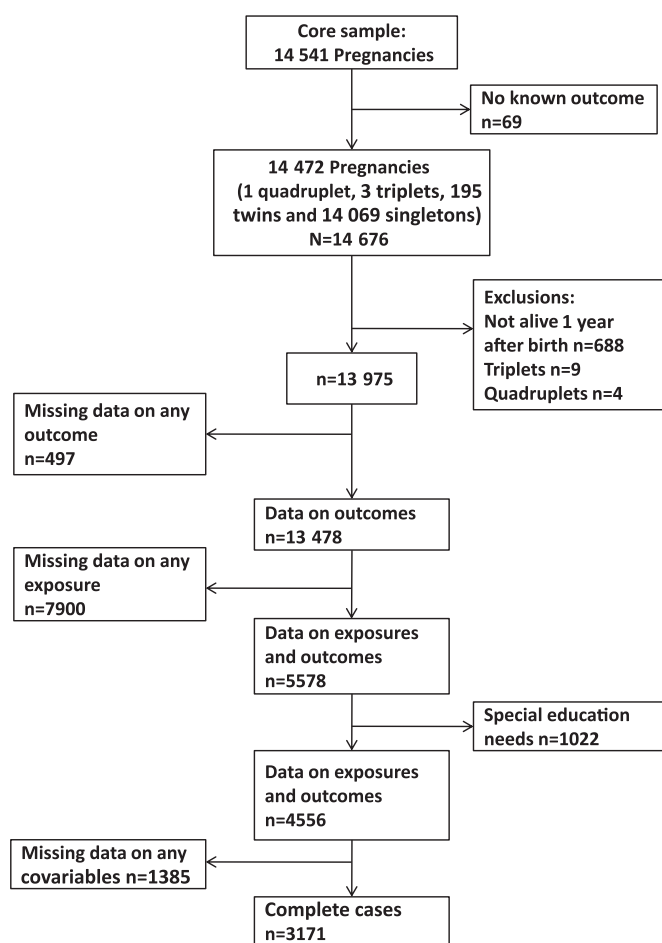 Core sample:
14 541 Pregnancies
No known outcome
n=69
14 472 Pregnancies
(1 quadruplet, 3 triplets, 195
twins and 14 069 singletons)
N=14 676
Exclusions:
Not alive 1 year
after birth n=688
Triplets n=9
Quadruplets n=4
n=13 975
Missing data on any
outcome
n=497
Data on outcomes
n=13 478
Missing data on any
exposure
n=7900
Data on exposures
and outcomes
n=5578
Special education
needs n=1022
Data on exposures
and outcomes
n=4556
Missing data on any
covariables n=1385
Complete cases
n=3171